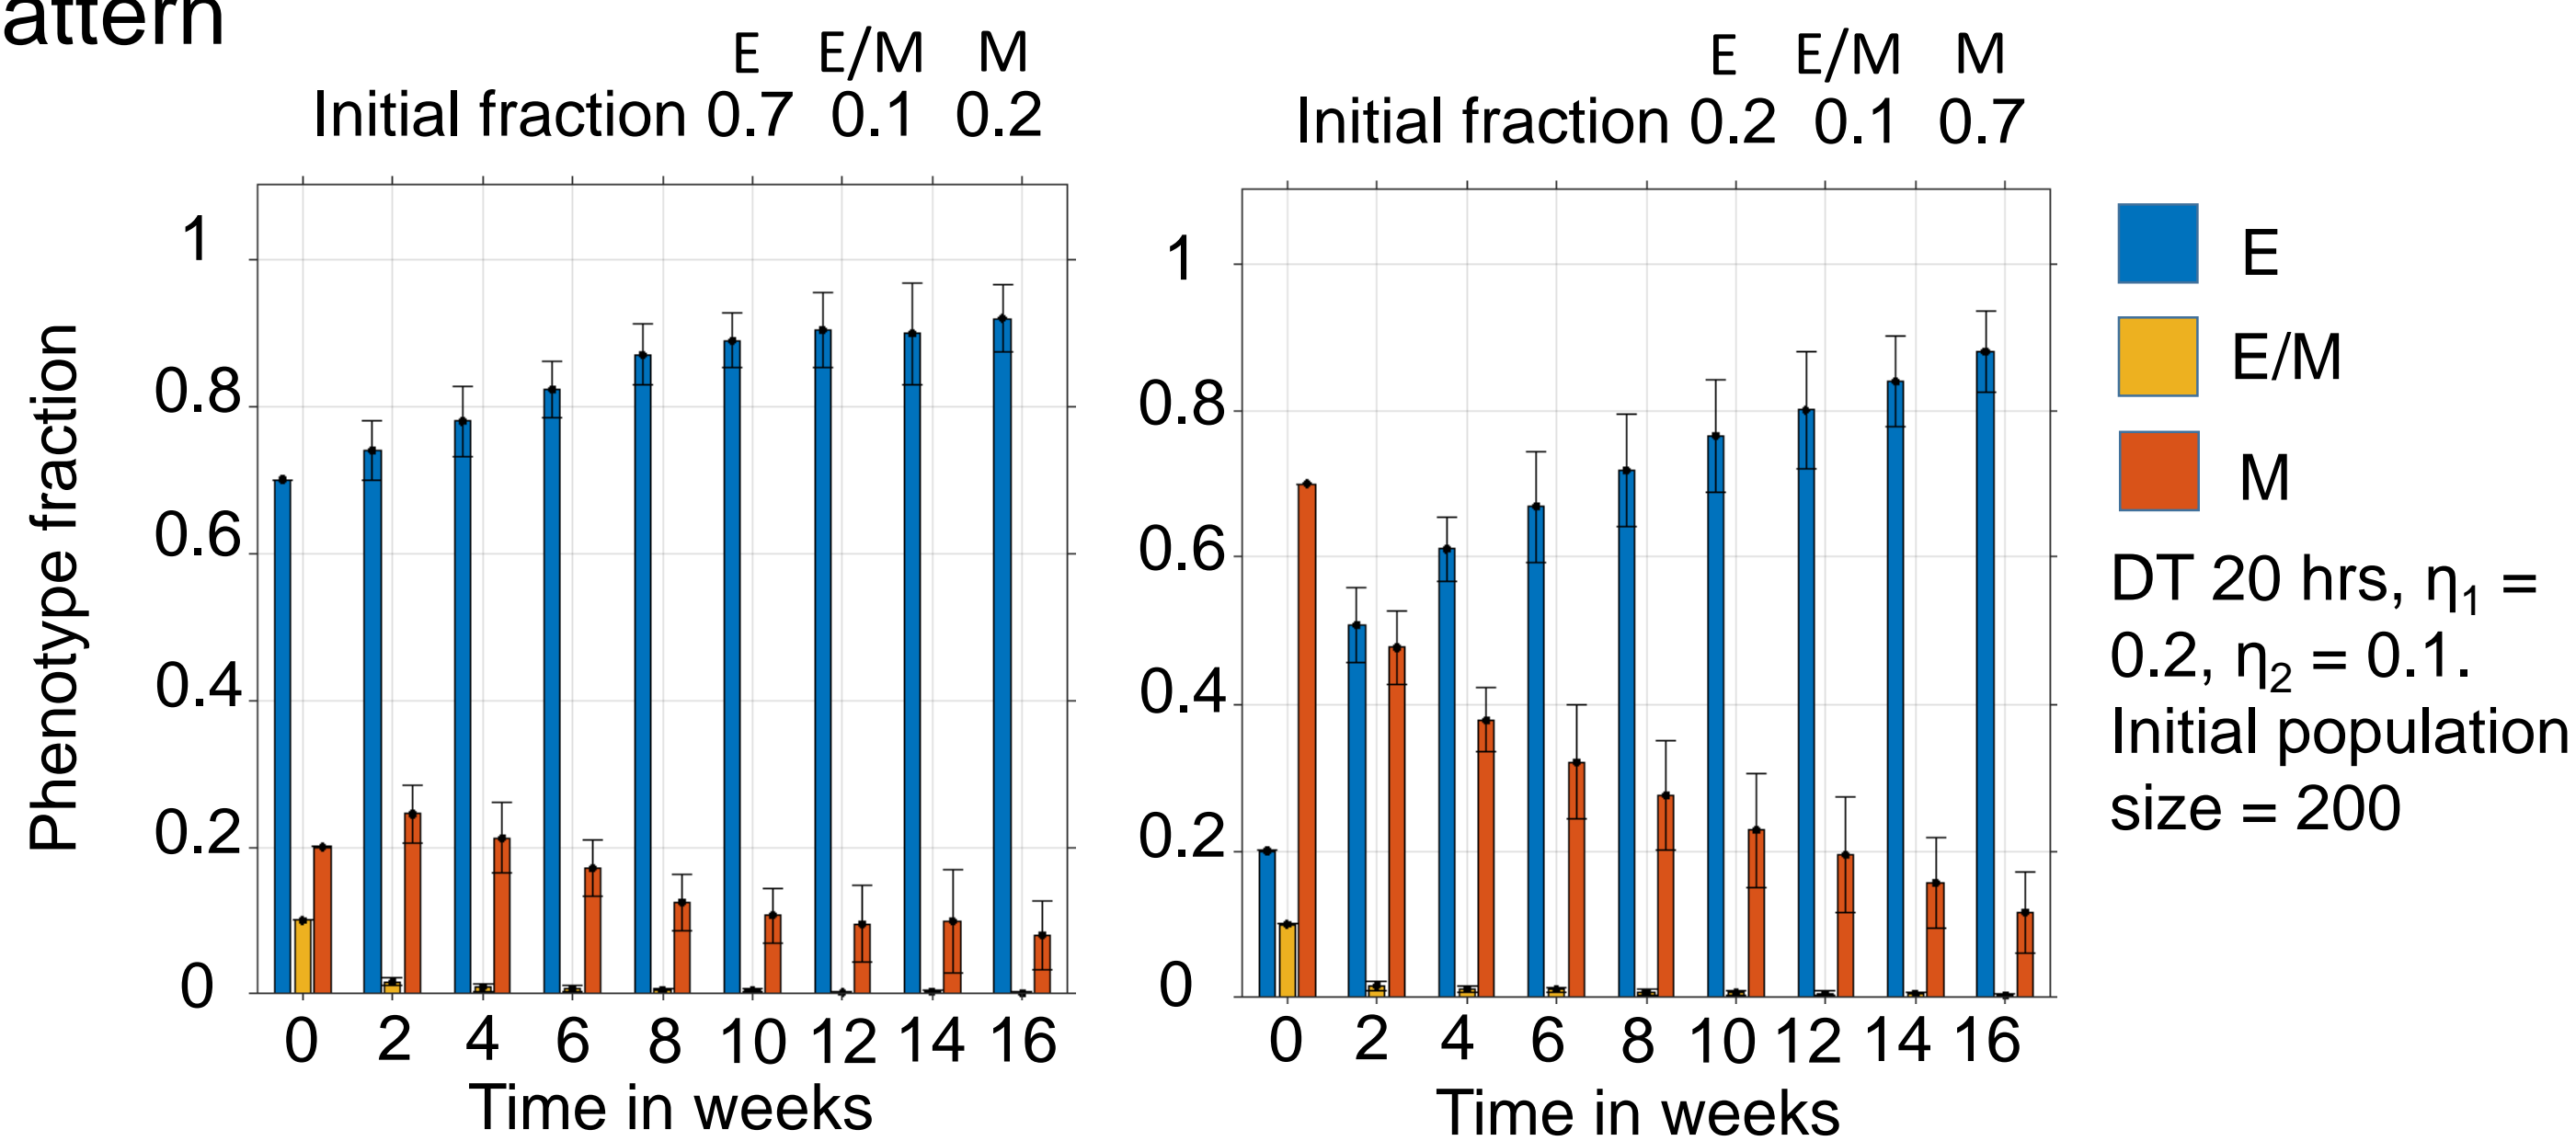 attern
E E/M M
Initial fraction 0.7 0.1 0.2
E E/M M
Initial fraction 0.2 0.1 0.7
Phenotype fraction
1
0.8
0.6
0.4
0.2
0
0 2 4 6 8 10 12 14 16
Time in weeks
1
0.8
0.6
0.4
0.2
0
0 2 4 6 8 10 12 14 16
Time in weeks
E
E/M
M
DT 20 hrs, η₁ =
0.2, η₂ = 0.1.
Initial population
size = 200